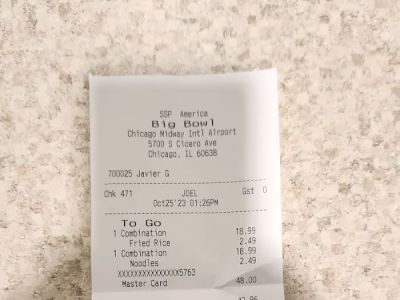 SSP America
Big Bowl
Chicago Midway Intl Airport
5700 S Cicero Ave
Chicago, IL 60638
700025 Javier G
Chk 471 JOEL Gst 0
Oct25'23 01:26PM
To Go
1 Combination 18.99
Fried Rice 2.49
1 Combination 18.99
Noodles 2.49
XXXXXXXXXXXXXXX5763
Master Card 48.00